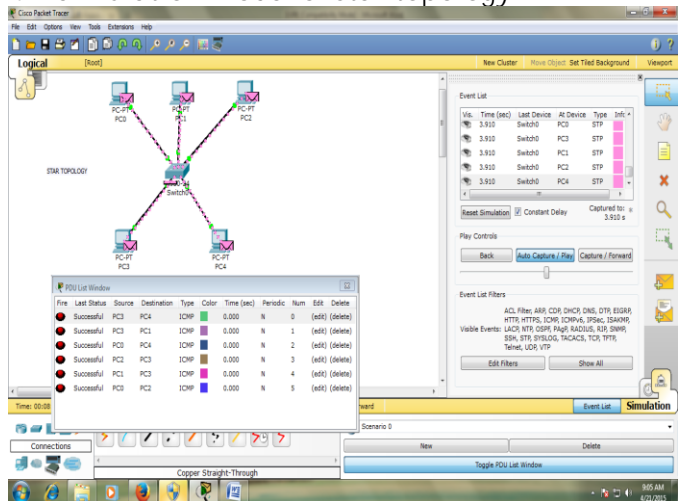 Cisco Packet Tracer
File Edit Options View Tools Extensions Help
Logical [Root] New Cluster Move Object Set Tiled Background Viewport
PC-PT
PC0
PC-PT
PC1
PC-PT
PC2
STAR TOPOLOGY
Switch0
PC-PT
PC3
PC-PT
PC4
Event List
Vis. Time (sec) Last Device At Device Type Info
3.910 Switch0 PC0 STP
3.910 Switch0 PC3 STP
3.910 Switch0 PC1 STP
3.910 Switch0 PC2 STP
3.910 Switch0 PC4 STP
Reset Simulation Constant Delay Captured to:
3.910 s
Play Controls
Back Auto Capture / Play Capture / Forward
Event List Filters
Visible Events:
ACL Filter, ARP, CDP, DHCP, DNS, DTP, EIGRP,
HTTP, HTTPS, ICMP, ICMPv6, IPSec, ISAKMP,
LACP, NTP, OSPF, PAgP, RADIUS, RIP, SNMP,
SSH, STP, SYSLOG, TACACS, TCP, TFTP,
Telnet, UDP, VTP
Edit Filters Show All
PDU List Window
Fire Last Status Source Destination Type Color Time (sec) Periodic Num Edit Delete
Successful PC3 PC4 ICMP 0.000 N 0 (edit) (delete)
Successful PC3 PC1 ICMP 0.000 N 1 (edit) (delete)
Successful PC0 PC4 ICMP 0.000 N 2 (edit) (delete)
Successful PC2 PC3 ICMP 0.000 N 3 (edit) (delete)
Successful PC3 PC1 ICMP 0.000 N 4 (edit) (delete)
Successful PC0 PC2 ICMP 0.000 N 5 (edit) (delete)
Time: 00:08
Event List Simulation
Scenario 0
New Delete
Toggle PDU List Window
Connections
Copper Straight-Through
9:05 AM
4/21/2015